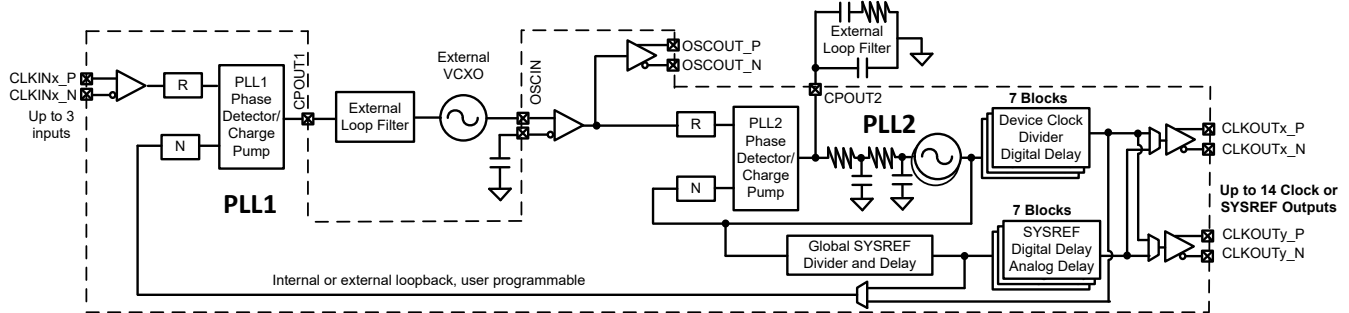 CLKINx_P
CLKINx_N
Up to 3
inputs
R
N
PLL1
Phase
Detector/
Charge
Pump
PLL1
CPOUT1
External
Loop Filter
External
VCXO
OSCIN
OSCOUT_P
OSCOUT_N
External
Loop Filter
CPOUT2
R
N
PLL2
Phase
Detector/
Charge
Pump
PLL2
7 Blocks
Device Clock
Divider
Digital Delay
CLKOUTx_P
CLKOUTx_N
Up to 14 Clock or
SYSREF Outputs
7 Blocks
SYSREF
Digital Delay
Analog Delay
CLKOUTy_P
CLKOUTy_N
Global SYSREF
Divider and Delay
Internal or external loopback, user programmable